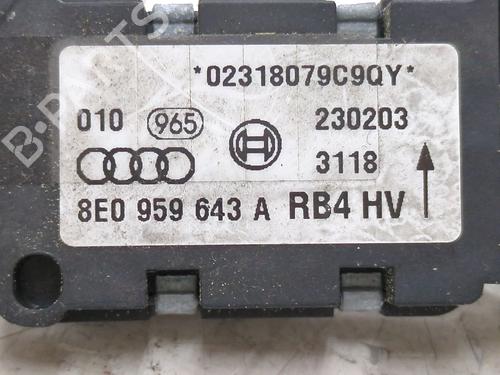 *02318079C9QY*
010 965 230203
3118
8E0 959 643 A RB4 HV
B-PARTS